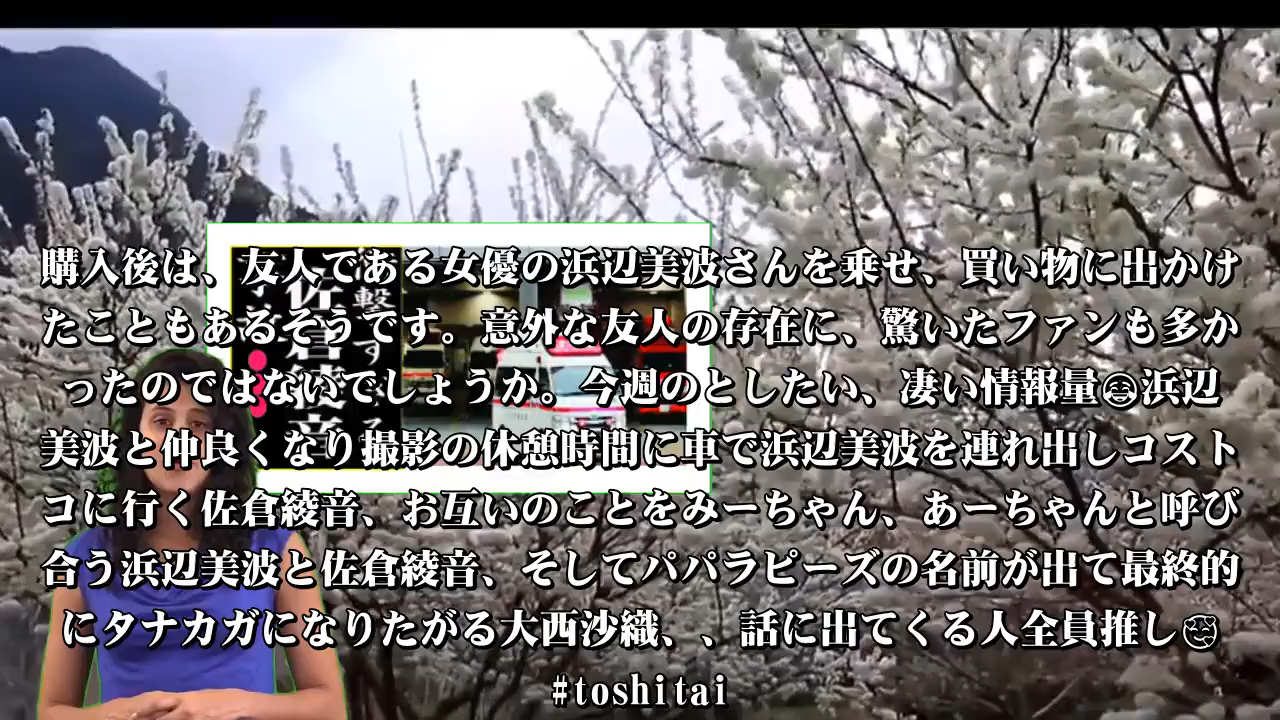 購入後は、友人である女優の浜辺美波さんを乗せ、買い物に出かけ
たこともあるそうです。意外な友人の存在に、驚いたファンも多か
ったのではないでしょうか。今週のとしたい、凄い情報量😭浜辺
美波と仲良くなり撮影の休憩時間に車で浜辺美波を連れ出しコスト
コに行く佐倉綾音、お互いのことをみーちゃん、あーちゃんと呼び
合う浜辺美波と佐倉綾音、そしてパパラピーズの名前が出て最終的
にタナカガになりたがる大西沙織、、話に出てくる人全員推し
#toshitai
佐倉綾音
撃する